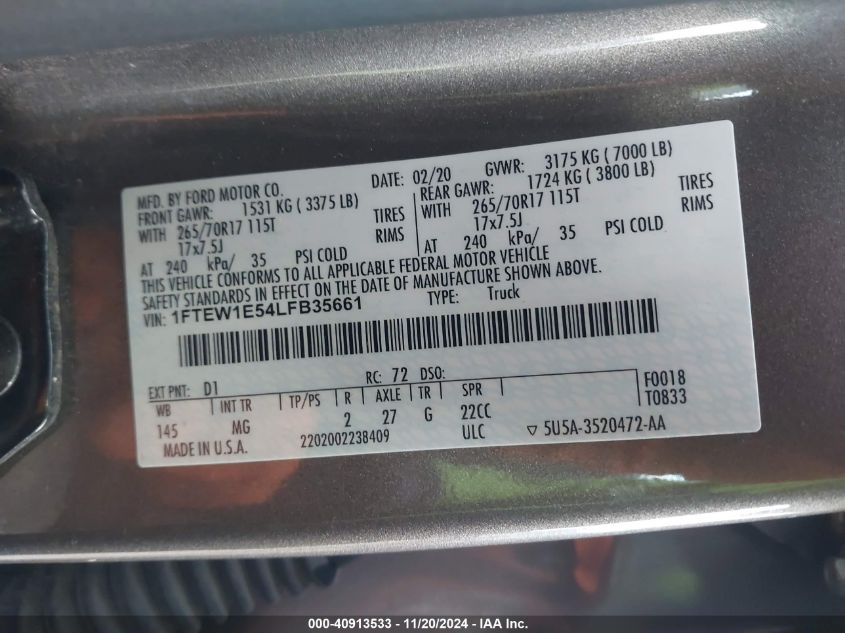 MFD. BY FORD MOTOR CO.
DATE: 02/20 GVWR: 3175 KG ( 7000 LB)
FRONT GAWR: 1531 KG ( 3375 LB)
REAR GAWR: 1724 KG ( 3800 LB)
WITH 265/70R17 115T TIRES
WITH 265/70R17 115T TIRES
17x7.5J RIMS
17x7.5J RIMS
AT 240 kPa/ 35 PSI COLD
AT 240 kPa/ 35 PSI COLD
THIS VEHICLE CONFORMS TO ALL APPLICABLE FEDERAL MOTOR VEHICLE
SAFETY STANDARDS IN EFFECT ON THE DATE OF MANUFACTURE SHOWN ABOVE.
VIN: 1FTEW1E54LFB35661 TYPE: Truck
EXT PNT: D1 RC: 72 DSO:
WB INT TR TP/PS R AXLE TR SPR F0018
145 MG 2 27 G 22CC T0833
MADE IN U.S.A. 2202002238409 ULC ▽ 5U5A-3520472-AA
000-40913533 - 11/20/2024 - IAA Inc.